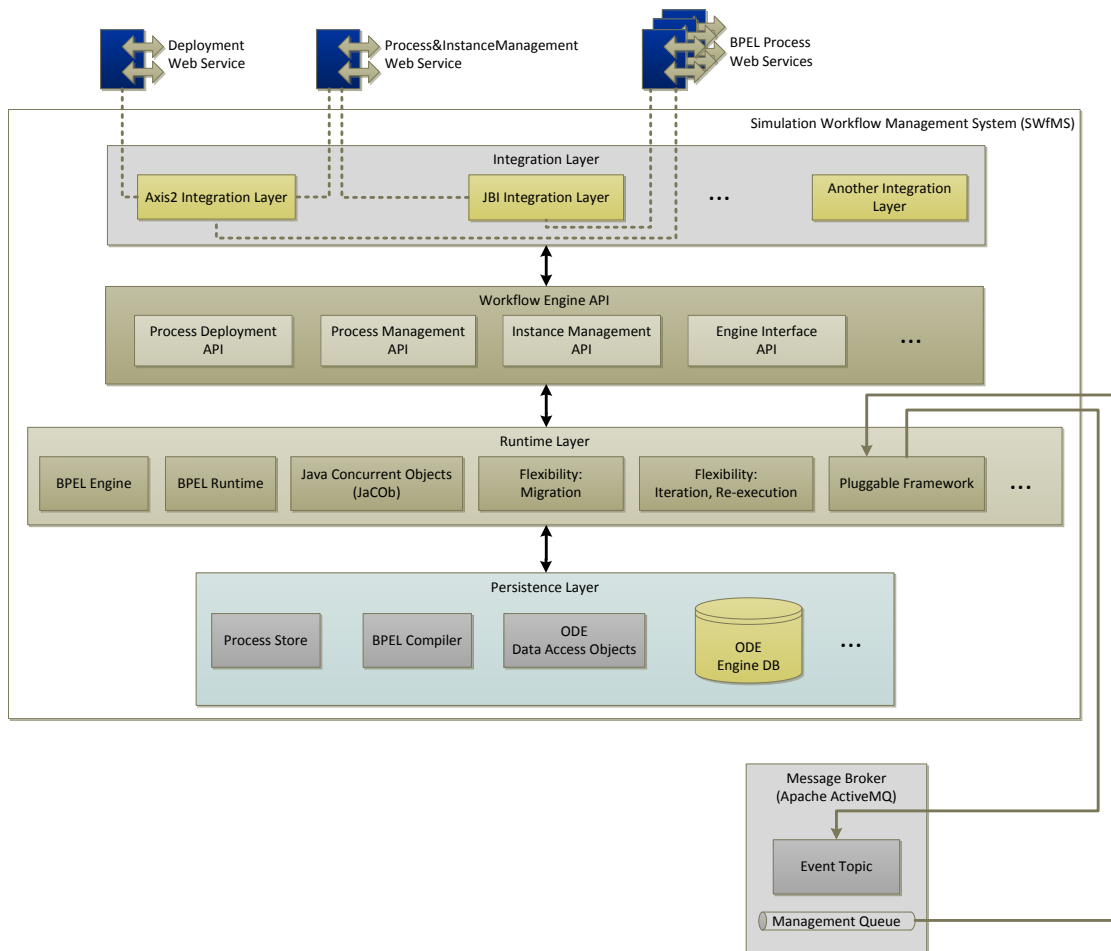 Deployment
Web Service
Process&InstanceManagement
Web Service
BPEL Process
Web Services
Simulation Workflow Management System (SWfMS)
Integration Layer
Axis2 Integration Layer
JBI Integration Layer
...
Another Integration
Layer
Workflow Engine API
Process Deployment
API
Process Management
API
Instance Management
API
Engine Interface
API
...
Runtime Layer
BPEL Engine
BPEL Runtime
Java Concurrent Objects
(JaCOb)
Flexibility:
Migration
Flexibility:
Iteration, Re-execution
Pluggable Framework
...
Persistence Layer
Process Store
BPEL Compiler
ODE
Data Access Objects
ODE
Engine DB
...
Message Broker
(Apache ActiveMQ)
Event Topic
Management Queue